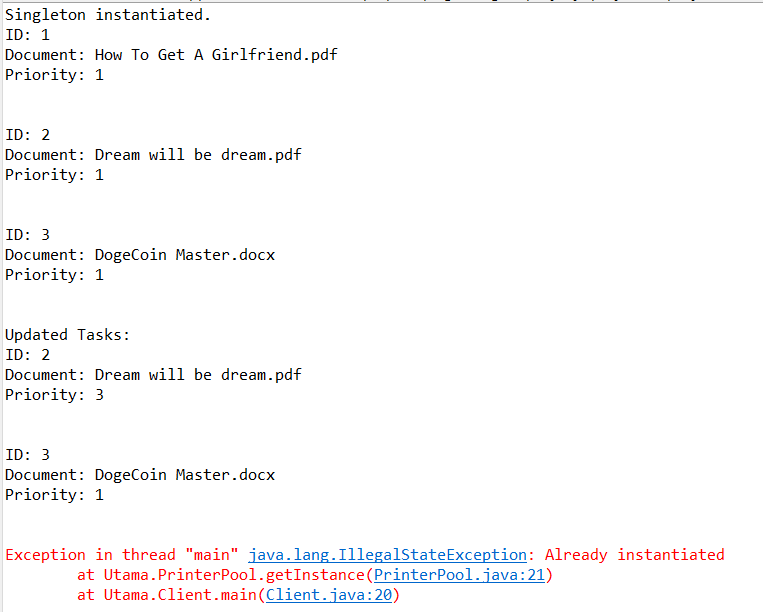 Singleton instantiated.
ID: 1
Document: How To Get A Girlfriend.pdf
Priority: 1
ID: 2
Document: Dream will be dream.pdf
Priority: 1
ID: 3
Document: DogeCoin Master.docx
Priority: 1
Updated Tasks:
ID: 2
Document: Dream will be dream.pdf
Priority: 3
ID: 3
Document: DogeCoin Master.docx
Priority: 1
Exception in thread "main" java.lang.IllegalStateException: Already instantiated
at Utama.PrinterPool.getInstance(PrinterPool.java:21)
at Utama.Client.main(Client.java:20)